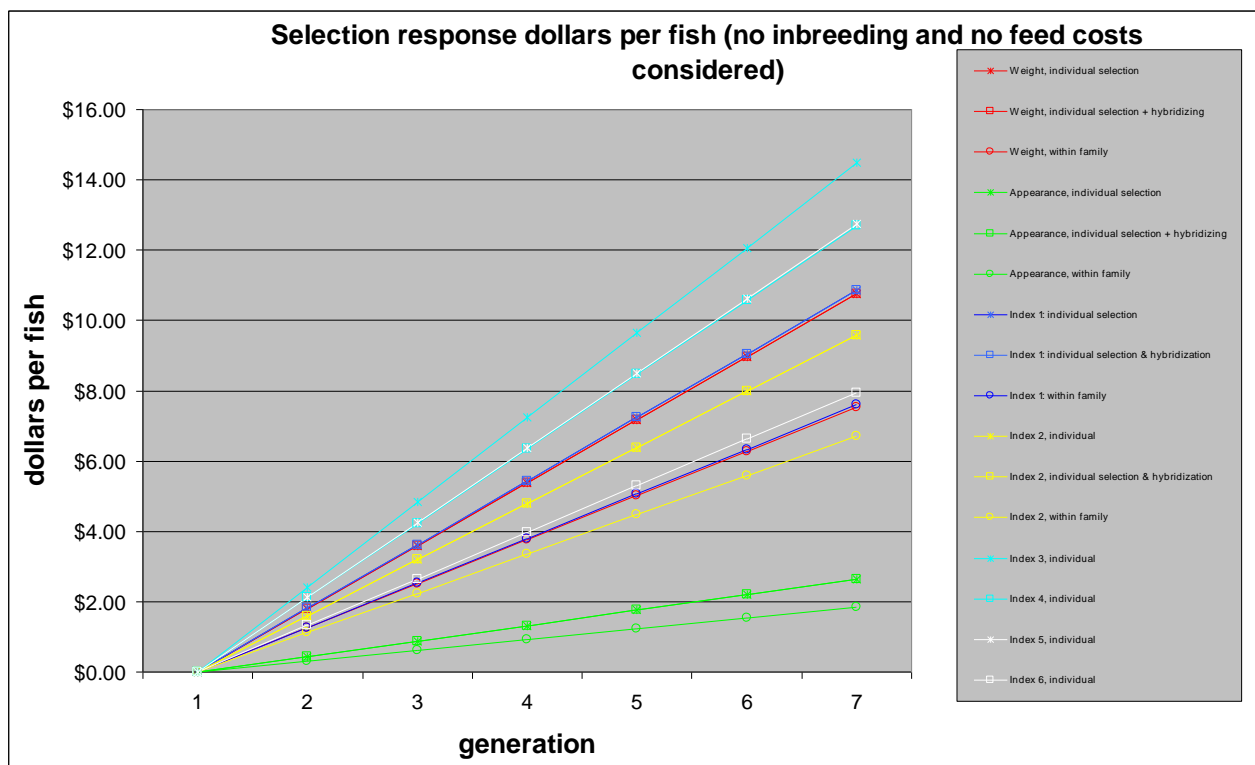 Selection response dollars per fish (no inbreeding and no feed costs
considered)
$16.00
$14.00
$12.00
$10.00
$8.00
$6.00
$4.00
$2.00
$0.00
dollars per fish
1 2 3 4 5 6 7
generation
Weight, individual selection
Weight, individual selection + hybridizing
Weight, within family
Appearance, individual selection
Appearance, individual selection + hybridizing
Appearance, within family
Index 1: individual selection
Index 1: individual selection & hybridization
Index 1: within family
Index 2, individual
Index 2, individual selection & hybridization
Index 2, within family
Index 3, individual
Index 4, individual
Index 5, individual
Index 6, individual